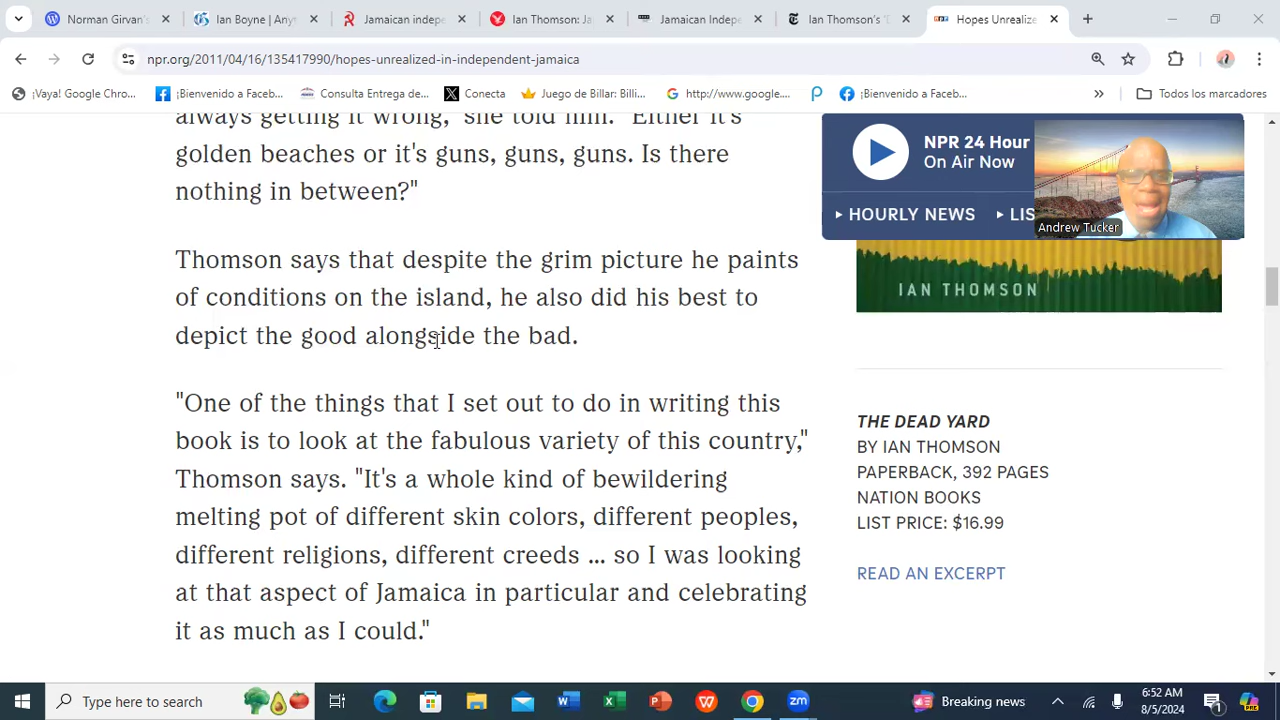 Norman Girvan's
Ian Boyne | Any
Jamaican indepe
Ian Thomson: Ja
Jamaican Indepe
Ian Thomson's "D
Hopes Unrealize
npr.org/2011/04/16/135417990/hopes-unrealized-in-independent-jamaica
¡Vaya! Google Chro...
¡Bienvenido a Faceb...
Consulta Entrega de...
Conecta
Juego de Billar: Billi...
http://www.google....
¡Bienvenido a Faceb...
Todos los marcadores
always getting it wrong," she told him. "Either it's
golden beaches or it's guns, guns, guns. Is there
nothing in between?"
Thomson says that despite the grim picture he paints
of conditions on the island, he also did his best to
depict the good alongside the bad.
"One of the things that I set out to do in writing this
book is to look at the fabulous variety of this country,"
Thomson says. "It's a whole kind of bewildering
melting pot of different skin colors, different peoples,
different religions, different creeds ... so I was looking
at that aspect of Jamaica in particular and celebrating
it as much as I could."
NPR 24 Hour
On Air Now
HOURLY NEWS
LIS
Andrew Tucker
IAN THOMSON
THE DEAD YARD
BY IAN THOMSON
PAPERBACK, 392 PAGES
NATION BOOKS
LIST PRICE: $16.99
READ AN EXCERPT
Type here to search
Breaking news
6:52 AM
8/5/2024